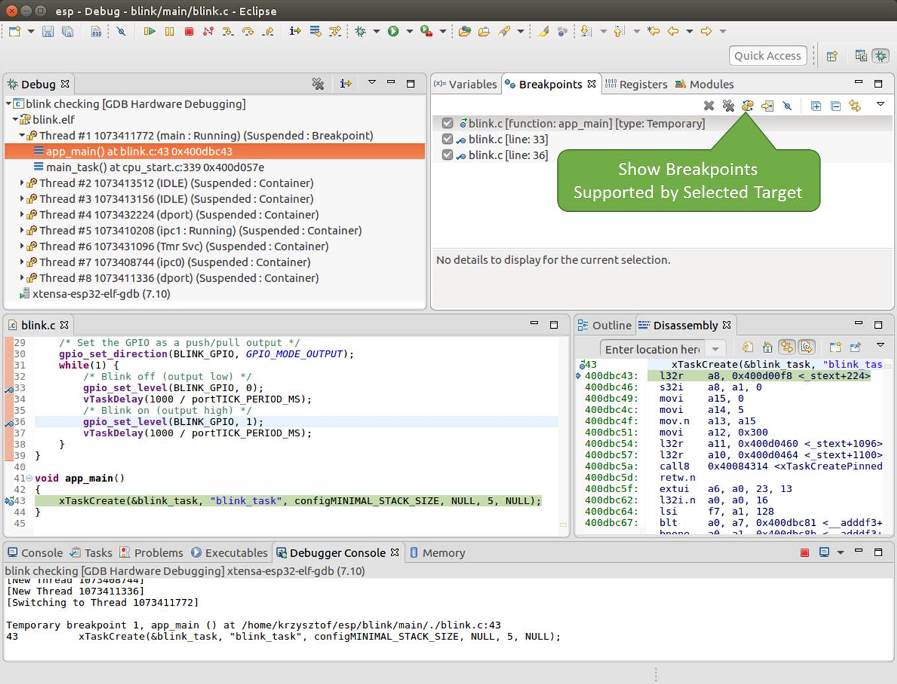 esp - Debug - blink/main/blink.c - Eclipse
Quick Access
Debug
blink checking [GDB Hardware Debugging]
blink.elf
Thread #1 1073411772 (main : Running) (Suspended : Breakpoint)
app_main() at blink.c:43 0x400dbc43
main_task() at cpu_start.c:339 0x400d057e
Thread #2 1073413512 (IDLE) (Suspended : Container)
Thread #3 1073413156 (IDLE) (Suspended : Container)
Thread #4 1073432224 (dport) (Suspended : Container)
Thread #5 1073410208 (ipc1 : Running) (Suspended : Container)
Thread #6 1073431096 (Tmr Svc) (Suspended : Container)
Thread #7 1073408744 (ipc0) (Suspended : Container)
Thread #8 1073411336 (dport) (Suspended : Container)
xtensa-esp32-elf-gdb (7.10)
Variables Breakpoints Registers Modules
blink.c [function: app_main] [type: Temporary]
blink.c [line: 33]
blink.c [line: 36]
Show Breakpoints
Supported by Selected Target
No details to display for the current selection.
blink.c
29 /* Set the GPIO as a push/pull output */
30 gpio_set_direction(BLINK_GPIO, GPIO_MODE_OUTPUT);
31 while(1) {
32 /* Blink off (output low) */
33 gpio_set_level(BLINK_GPIO, 0);
34 vTaskDelay(1000 / portTICK_PERIOD_MS);
35 /* Blink on (output high) */
36 gpio_set_level(BLINK_GPIO, 1);
37 vTaskDelay(1000 / portTICK_PERIOD_MS);
38 }
39 }
40
41 void app_main()
42 {
43 xTaskCreate(&blink_task, "blink_task", configMINIMAL_STACK_SIZE, NULL, 5, NULL);
44 }
45
Outline Disassembly
Enter location her
43 xTaskCreate(&blink_task, "blink_tas
400dbc43: l32r a8, 0x400d00f8 <_stext+224>
400dbc46: s32i a8, a1, 0
400dbc49: movi a15, 0
400dbc4c: movi a14, 5
400dbc4f: mov.n a13, a15
400dbc51: movi a12, 0x300
400dbc54: l32r a11, 0x400d0460 <_stext+1096>
400dbc57: l32r a10, 0x400d0464 <_stext+1100>
400dbc5a: call8 0x40084314 <xTaskCreatePinned
400dbc5d: retw.n
400dbc5f: extui a6, a0, 23, 13
400dbc62: l32i.n a0, a0, 16
400dbc64: lsi f7, a1, 128
400dbc67: blt a0, a7, 0x400dbc81 <__adddf3+
Console Tasks Problems Executables Debugger Console Memory
blink checking [GDB Hardware Debugging] xtensa-esp32-elf-gdb (7.10)
[New Thread 1073408744]
[New Thread 1073411336]
[Switching to Thread 1073411772]
Temporary breakpoint 1, app_main () at /home/krzysztof/esp/blink/main/./blink.c:43
43 xTaskCreate(&blink_task, "blink_task", configMINIMAL_STACK_SIZE, NULL, 5, NULL);